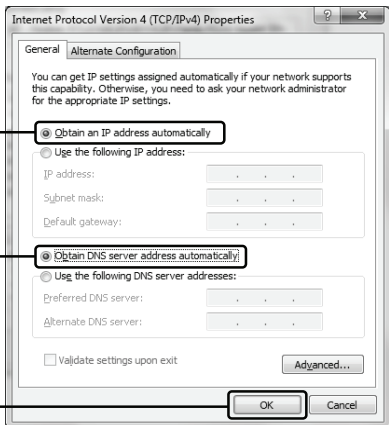 Internet Protocol Version 4 (TCP/IPv4) Properties
General Alternate Configuration
You can get IP settings assigned automatically if your network supports
this capability. Otherwise, you need to ask your network administrator
for the appropriate IP settings.
Obtain an IP address automatically
Use the following IP address:
IP address:
Subnet mask:
Default gateway:
Obtain DNS server address automatically
Use the following DNS server addresses:
Preferred DNS server:
Alternate DNS server:
Validate settings upon exit
Advanced...
OK Cancel